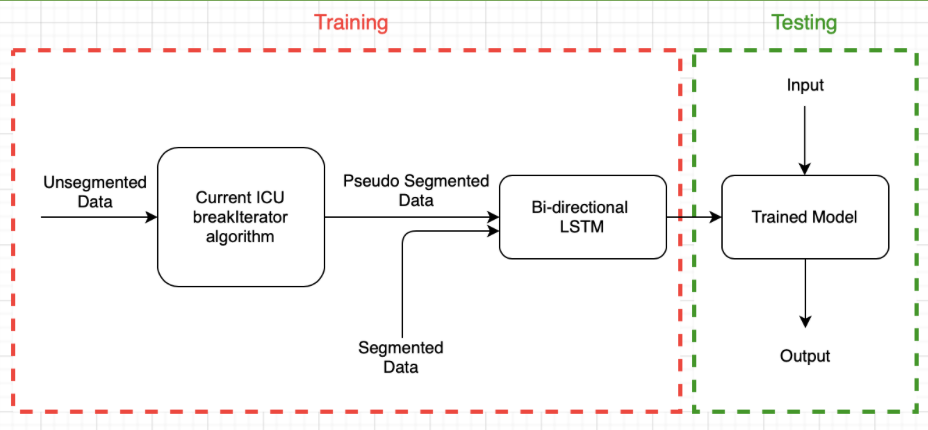 Training
Testing
Unsegmented
Data
Current ICU
breakIterator
algorithm
Pseudo Segmented
Data
Segmented
Data
Bi-directional
LSTM
Input
Trained Model
Output